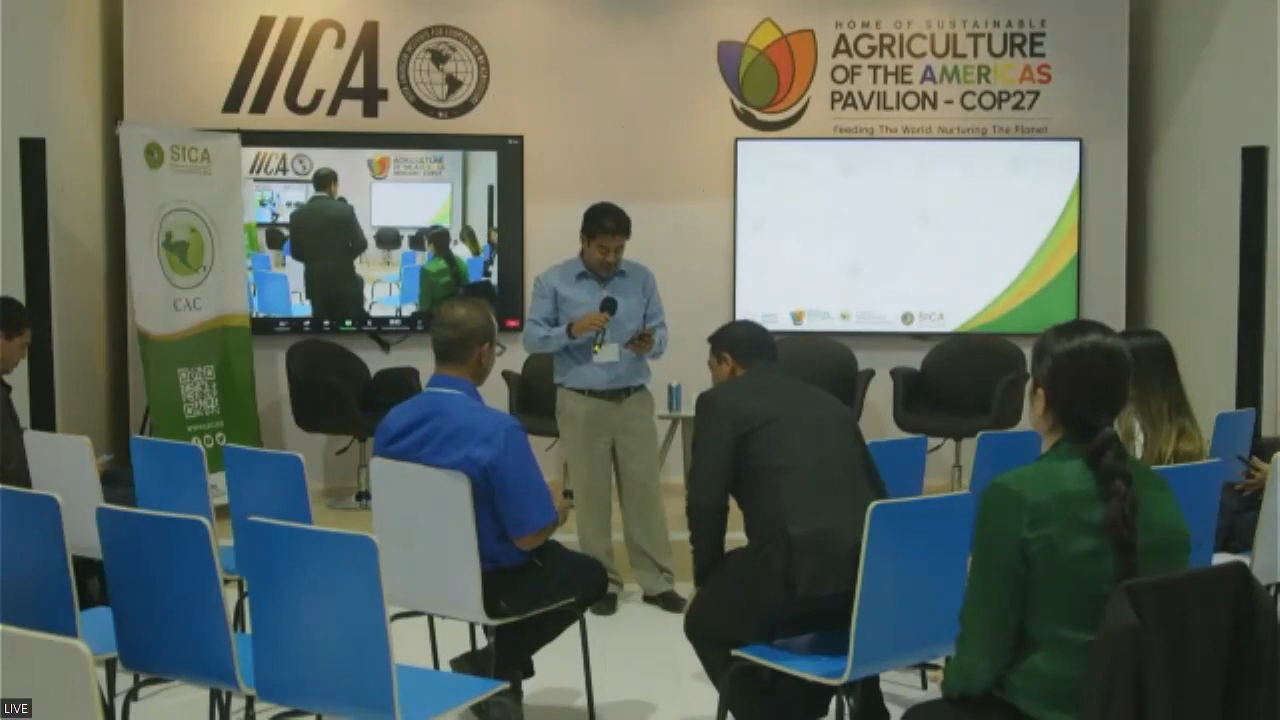 IICA
HOME OF SUSTAINABLE
AGRICULTURE
OF THE AMERICAS
PAVILION - COP27
Feeding The World, Nurturing The Planet
SICA
CAC
IICA
AGRICULTURE
SICA
LIVE